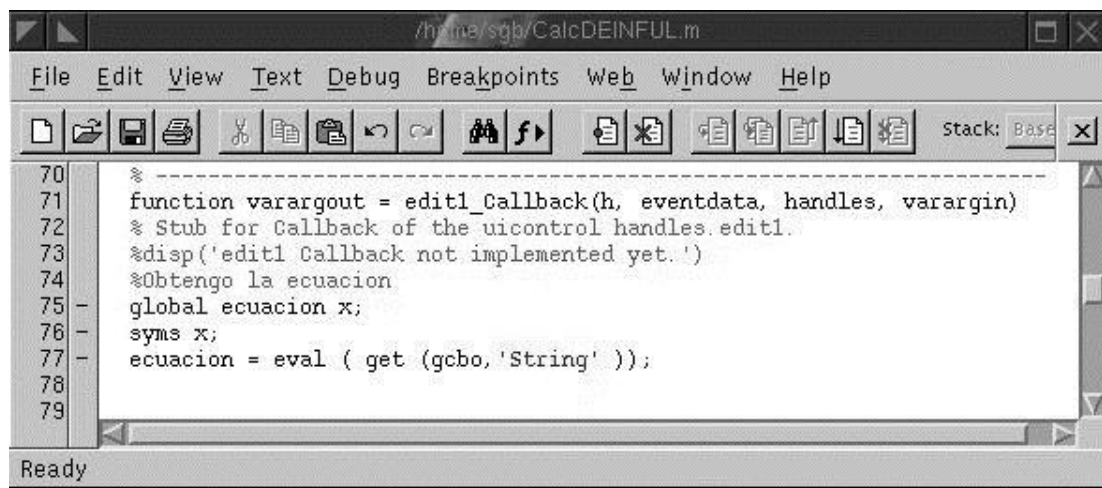 /home/sgb/CalcDEINFUL.m
File Edit View Text Debug Breakpoints Web Window Help
Stack: Base
70 % -------------------------------------------------------------------
71 function varargout = edit1_Callback(h, eventdata, handles, varargin)
72 % Stub for Callback of the uicontrol handles.edit1.
73 %disp('edit1 Callback not implemented yet.')
74 %Obtengo la ecuacion
75 - global ecuacion x;
76 - syms x;
77 - ecuacion = eval ( get (gcbo,'String' ));
78
79
Ready